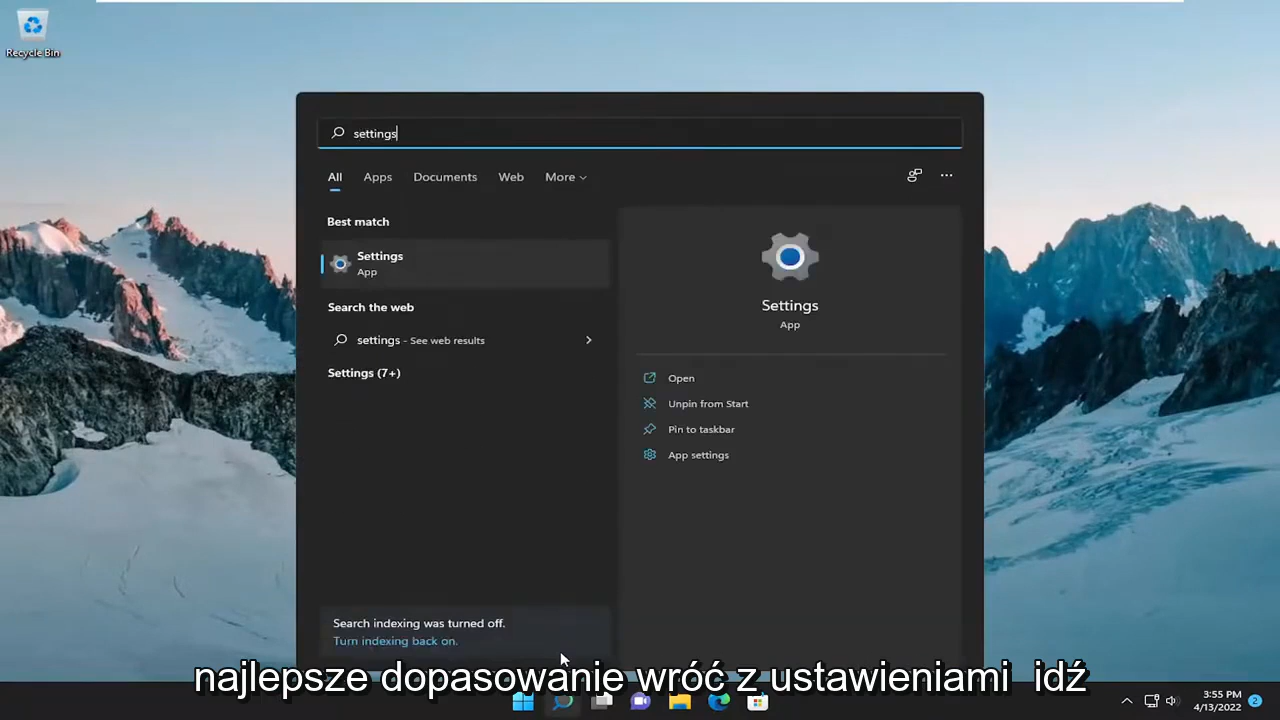 Recycle Bin
settings
All Apps Documents Web More
Best match
Settings
App
Search the web
settings - See web results
Settings (7+)
Settings
App
Open
Unpin from Start
Pin to taskbar
App settings
Search indexing was turned off.
Turn indexing back on.
najlepsze dopasowanie wróć z ustawieniami idź
3:55 PM
4/13/2022
2